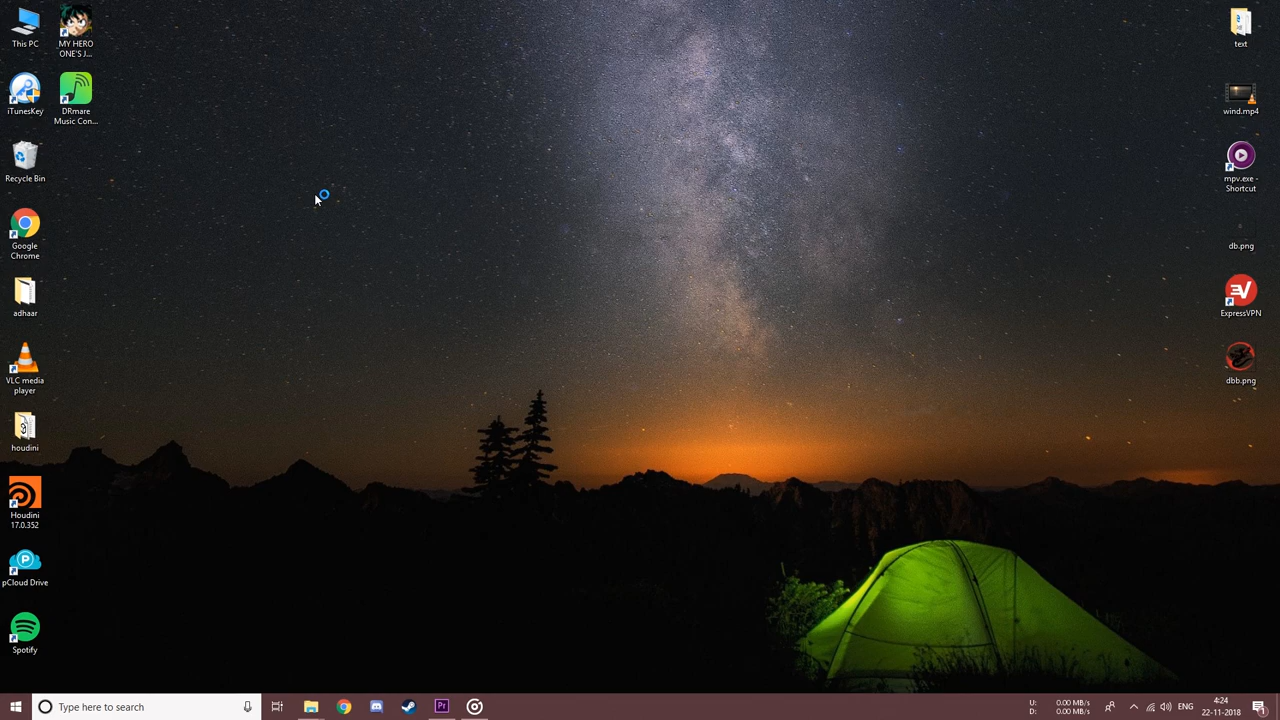 This PC
MY HERO
ONE'S J...
iTunesKey
DRmare
Music Con...
Recycle Bin
Google
Chrome
adhaar
VLC media
player
houdini
Houdini
17.0.352
pCloud Drive
Spotify
text
wind.mp4
mpv.exe -
Shortcut
db.png
ExpressVPN
dbb.png
Type here to search
Pr
U: 0.00 MB/s
D: 0.00 MB/s
ENG
4:24
22-11-2018
1